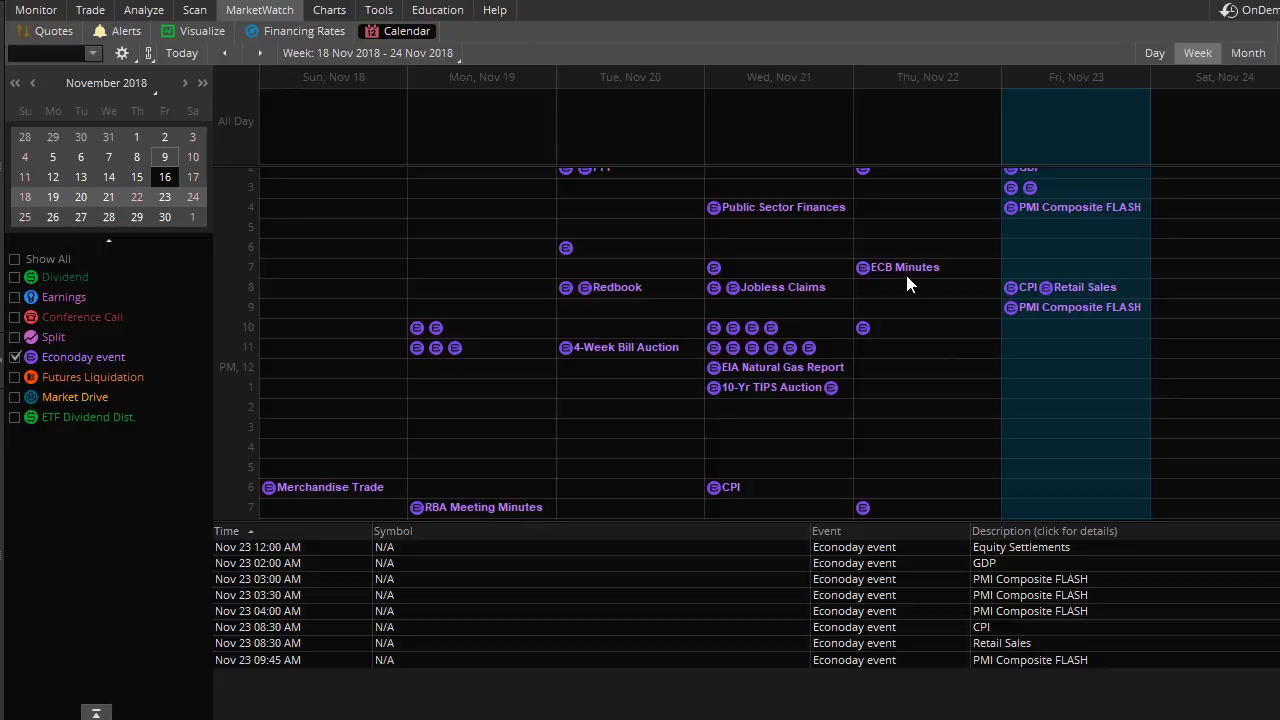 Monitor Trade Analyze Scan MarketWatch Charts Tools Education Help OnDem
Quotes Alerts Visualize Financing Rates Calendar
Today Week: 18 Nov 2018 - 24 Nov 2018 Day Week Month
November 2018
Su Mo Tu We Th Fr Sa
28 29 30 31 1 2 3
4 5 6 7 8 9 10
11 12 13 14 15 16 17
18 19 20 21 22 23 24
25 26 27 28 29 30 1
Show All
Dividend
Earnings
Conference Call
Split
Econoday event
Futures Liquidation
Market Drive
ETF Dividend Dist.
Sun, Nov 18 Mon, Nov 19 Tue, Nov 20 Wed, Nov 21 Thu, Nov 22 Fri, Nov 23 Sat, Nov 24
All Day
2 PPI GDP
3
4 Public Sector Finances PMI Composite FLASH
5
6
7 ECB Minutes
8 Redbook Jobless Claims CPI Retail Sales
9 PMI Composite FLASH
10
11 4-Week Bill Auction
PM, 12 EIA Natural Gas Report
1 10-Yr TIPS Auction
2
3
4
5
6 Merchandise Trade CPI
7 RBA Meeting Minutes
Time Symbol Event Description (click for details)
Nov 23 12:00 AM N/A Econoday event Equity Settlements
Nov 23 02:00 AM N/A Econoday event GDP
Nov 23 03:00 AM N/A Econoday event PMI Composite FLASH
Nov 23 03:30 AM N/A Econoday event PMI Composite FLASH
Nov 23 04:00 AM N/A Econoday event PMI Composite FLASH
Nov 23 08:30 AM N/A Econoday event CPI
Nov 23 08:30 AM N/A Econoday event Retail Sales
Nov 23 09:45 AM N/A Econoday event PMI Composite FLASH